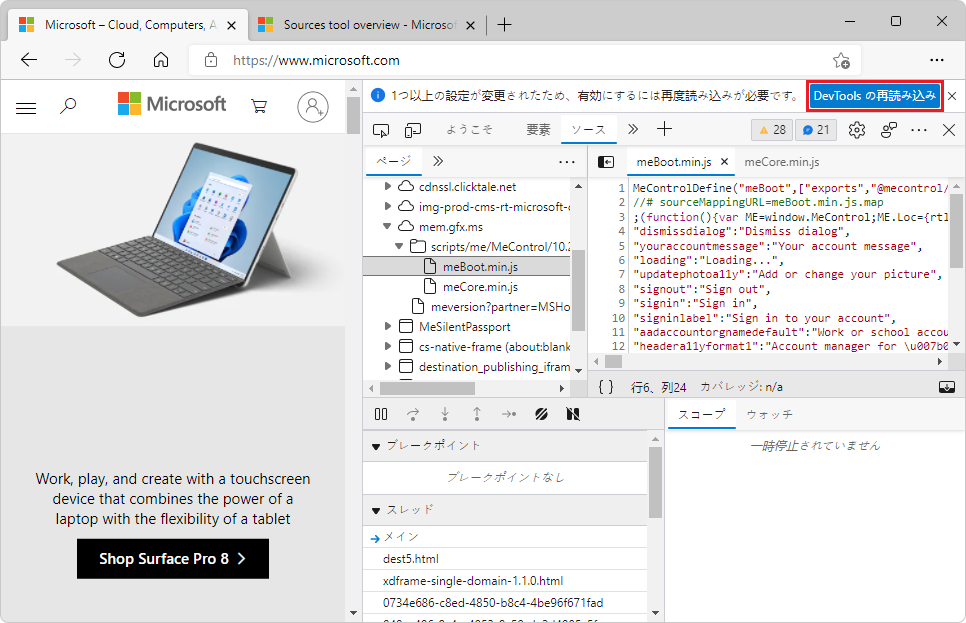 Microsoft – Cloud, Computers, A
Sources tool overview - Microsof
https://www.microsoft.com
Microsoft
Work, play, and create with a touchscreen
device that combines the power of a
laptop with the flexibility of a tablet
Shop Surface Pro 8
1つ以上の設定が変更されたため、有効にするには再度読み込みが必要です。
DevTools の再読み込み
ようこそ
要素
ソース
28
21
ページ
cdnssl.clicktale.net
img-prod-cms-rt-microsoft-c
mem.gfx.ms
scripts/me/MeControl/10.2
meBoot.min.js
meCore.min.js
meversion?partner=MSHo
MeSilentPassport
cs-native-frame (about:blank
destination_publishing_ifram
meBoot.min.js
meCore.min.js
1 MeControlDefine("meBoot",["exports","@mecontrol/
2 //# sourceMappingURL=meBoot.min.js.map
3 ;(function(){var ME=window.MeControl;ME.Loc={rtl
4 "dismissdialog":"Dismiss dialog",
5 "youraccountmessage":"Your account message",
6 "loading":"Loading...",
7 "updatephotoa11y":"Add or change your picture",
8 "signout":"Sign out",
9 "signin":"Sign in",
10 "signinlabel":"Sign in to your account",
11 "aadaccountorgnamedefault":"Work or school accou
12 "headera11yformat1":"Account manager for \u007b0
{ }
行6、列24
カバレッジ: n/a
ブレークポイント
ブレークポイントなし
スレッド
メイン
dest5.html
xdframe-single-domain-1.1.0.html
0734e686-c8ed-4850-b8c4-4be96f671fad
スコープ
ウォッチ
一時停止されていません